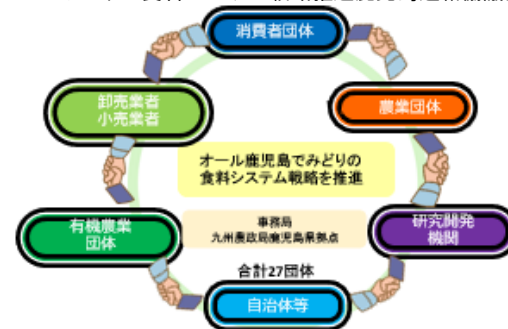 消費者団体
卸売業者
小売業者
農業団体
オール鹿児島でみどりの
食料システム戦略を推進
有機農業
団体
事務局
九州農政局鹿児島県拠点
研究開発
機関
合計27団体
自治体等